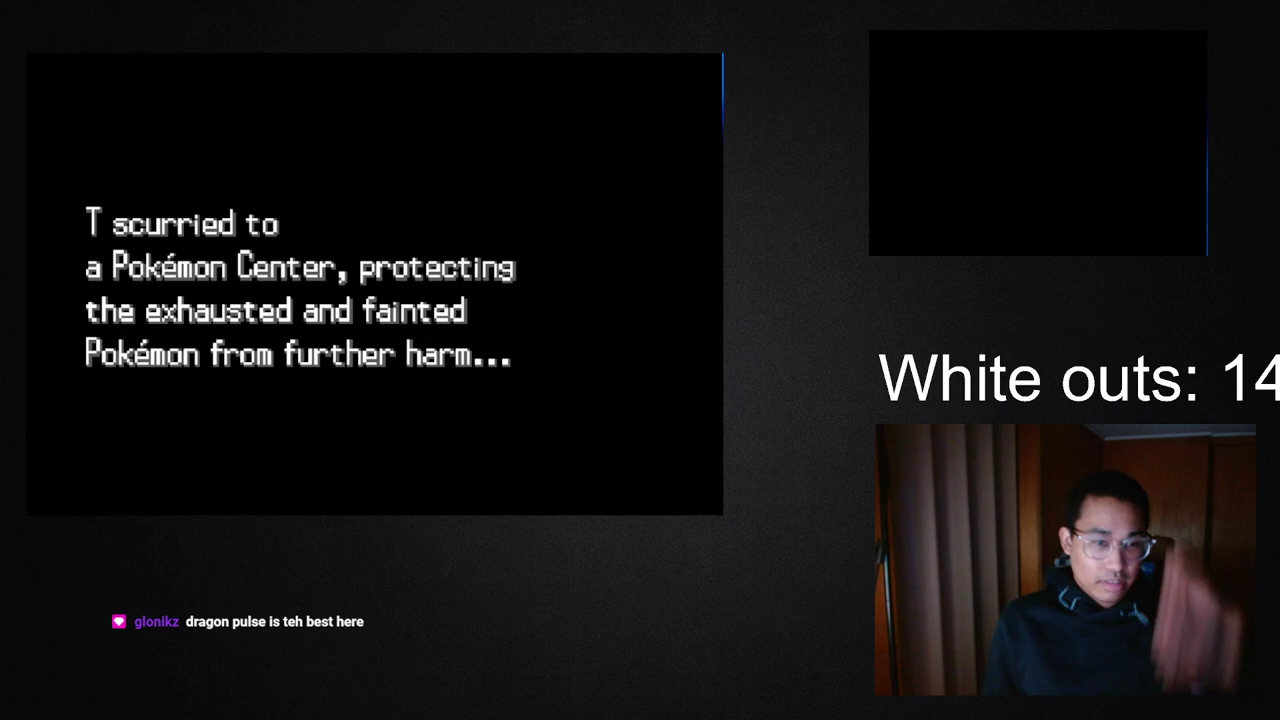 T scurried to
a Pokémon Center, protecting
the exhausted and fainted
Pokémon from further harm...
White outs: 14
glonikz dragon pulse is teh best here